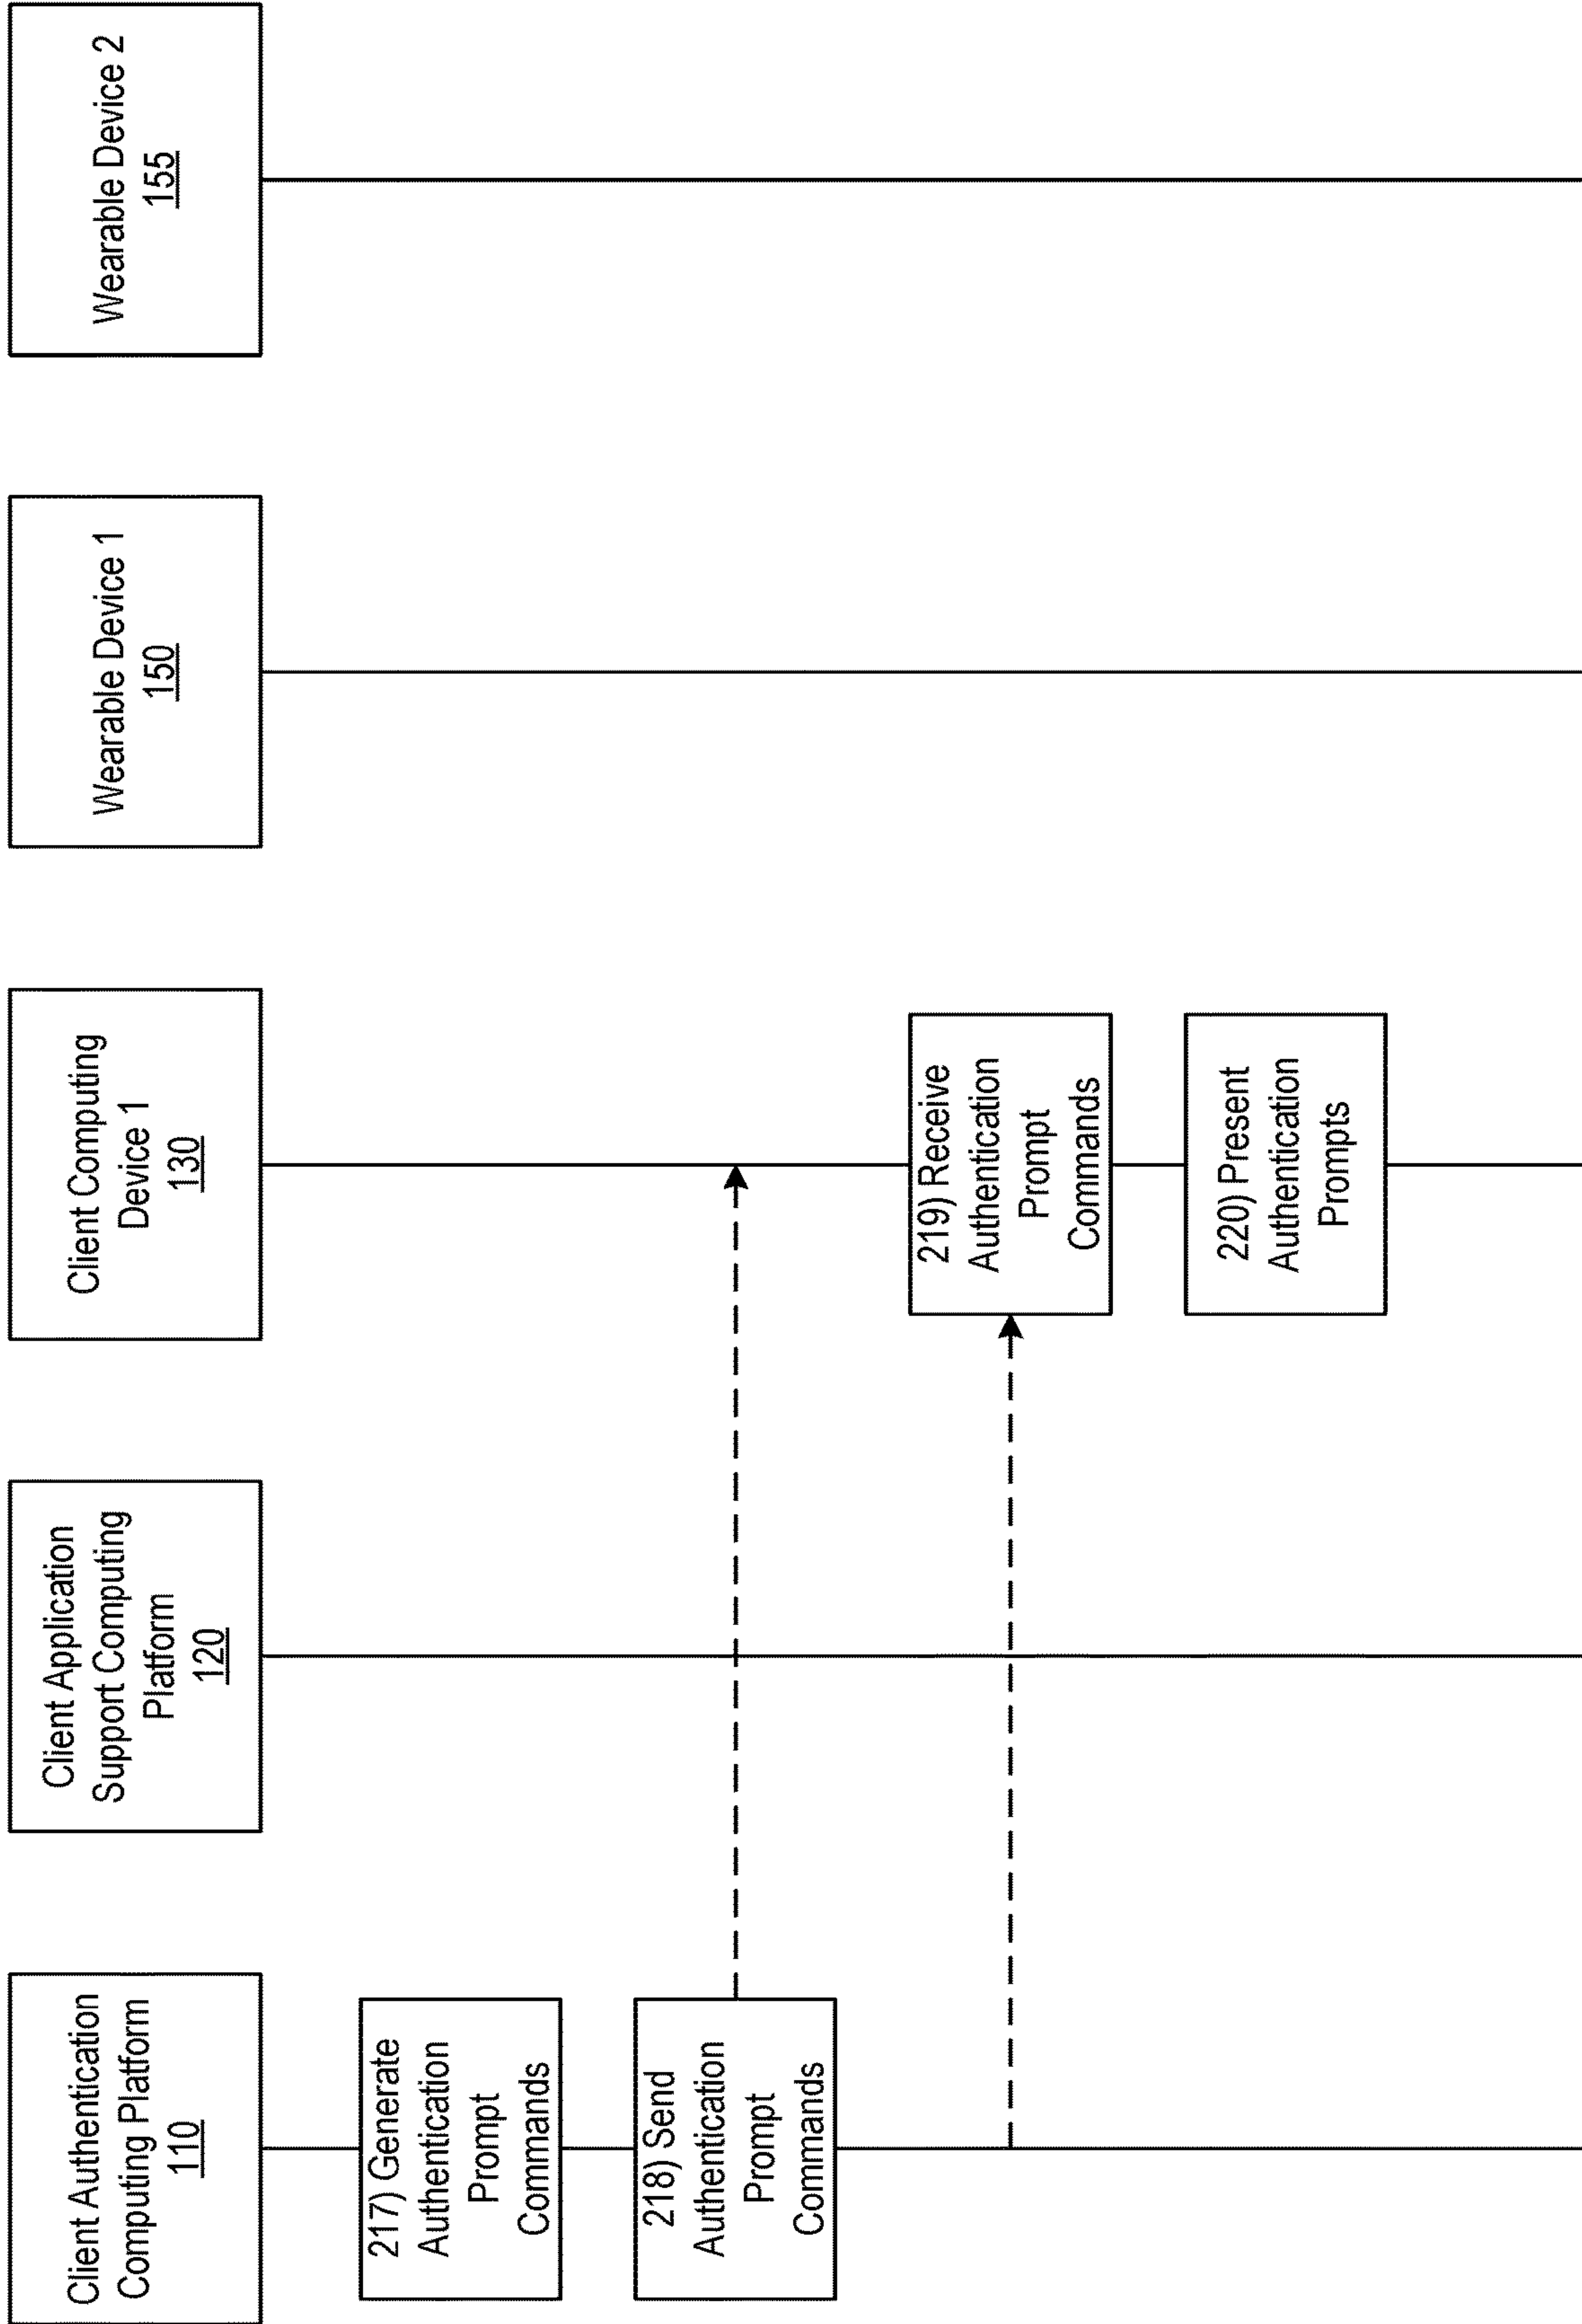 Client Authentication
Computing Platform
110
Client Application
Support Computing
Platform
120
Client Computing
Device 1
130
Wearable Device 1
150
Wearable Device 2
155
217) Generate
Authentication
Prompt
Commands
218) Send
Authentication
Prompt
Commands
219) Receive
Authentication
Prompt
Commands
220) Present
Authentication
Prompts